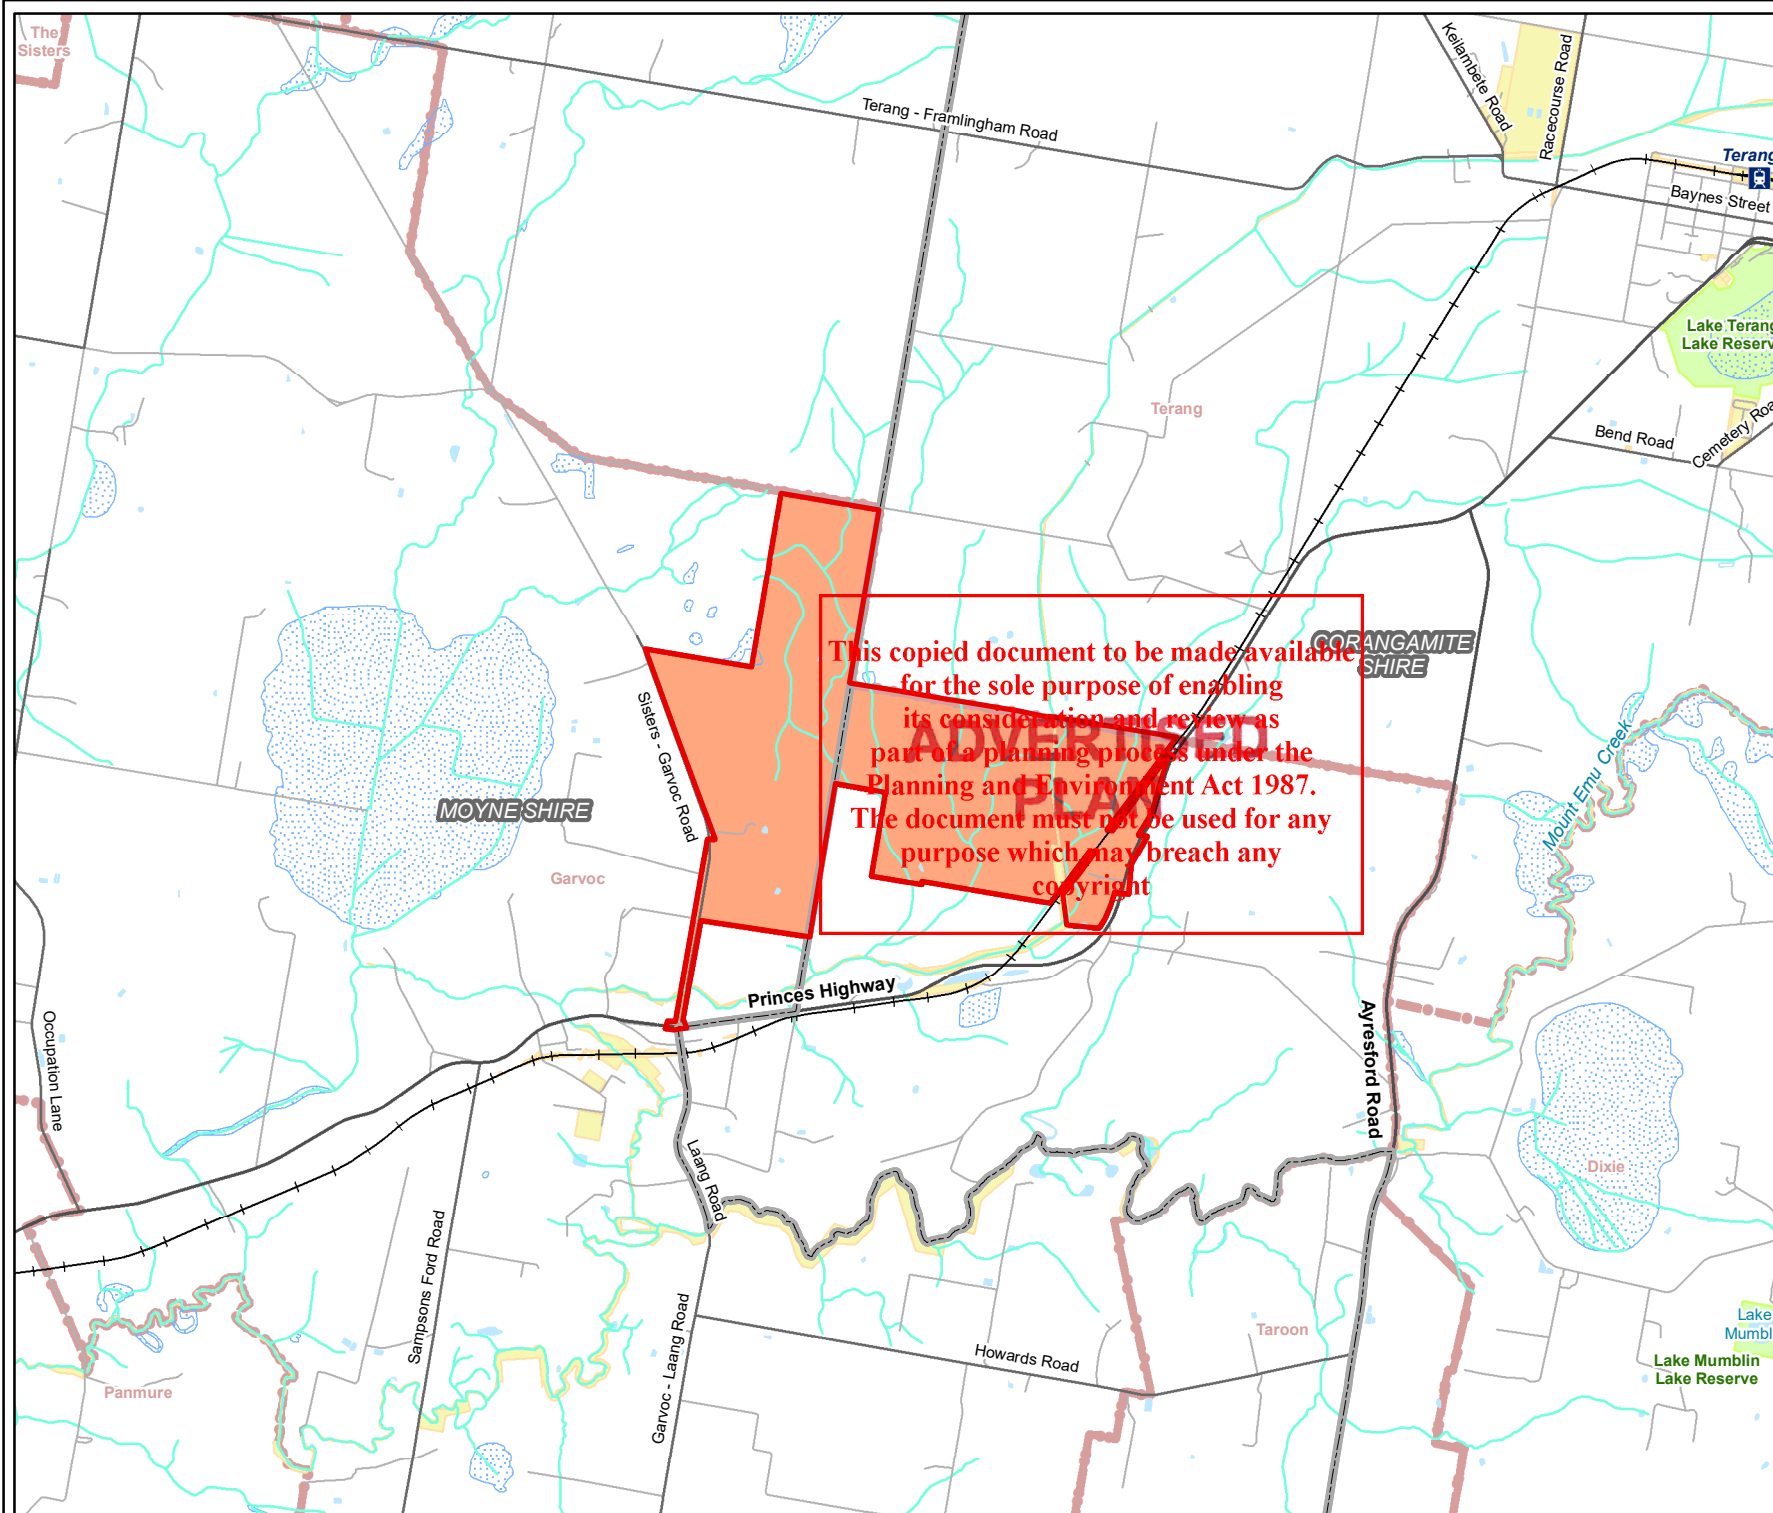 The
Sisters
Keilambete Road
Racecourse Road
Terang - Framlingham Road
Terang
Baynes Street
Lake Terang
Lake Reserv
Terang
Bend Road
Cemetery Roa
CORANGAMITE
SHIRE
This copied document to be made available
for the sole purpose of enabling
its consideration and review as
part of a planning process under the
Planning and Environment Act 1987.
The document must not be used for any
purpose which may breach any
copyright
ADVERTISED
PLAN
Sisters - Garvoc Road
Mount Emu Creek
MOYNE SHIRE
Garvoc
Princes Highway
Occupation Lane
Ayresford Road
Laang Road
Dixie
Sampsons Ford Road
Garvoc - Laang Road
Howards Road
Taroon
Lake
Mumbl
Lake Mumblin
Lake Reserve
Panmure